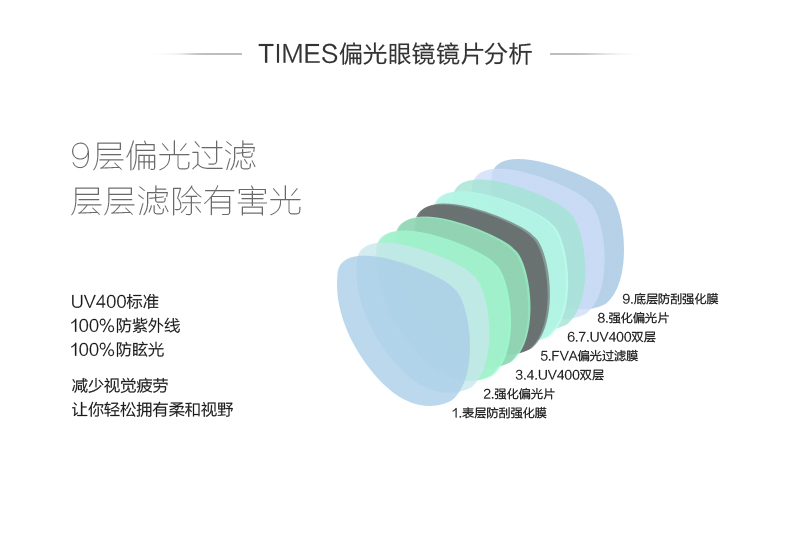 TIMES偏光眼镜镜片分析
9层偏光过滤
层层滤除有害光
UV400标准
100%防紫外线
100%防眩光
减少视觉疲劳
让你轻松拥有柔和视野
9.底层防刮强化膜
8.强化偏光片
6.7.UV400双层
5.FVA偏光过滤膜
3.4.UV400双层
2.强化偏光片
1.表层防刮强化膜